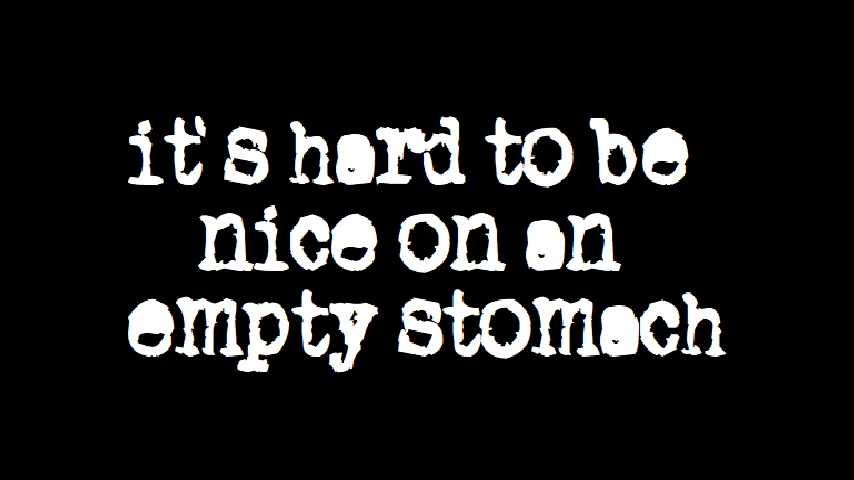 it's hard to be
nice on an
empty stomach